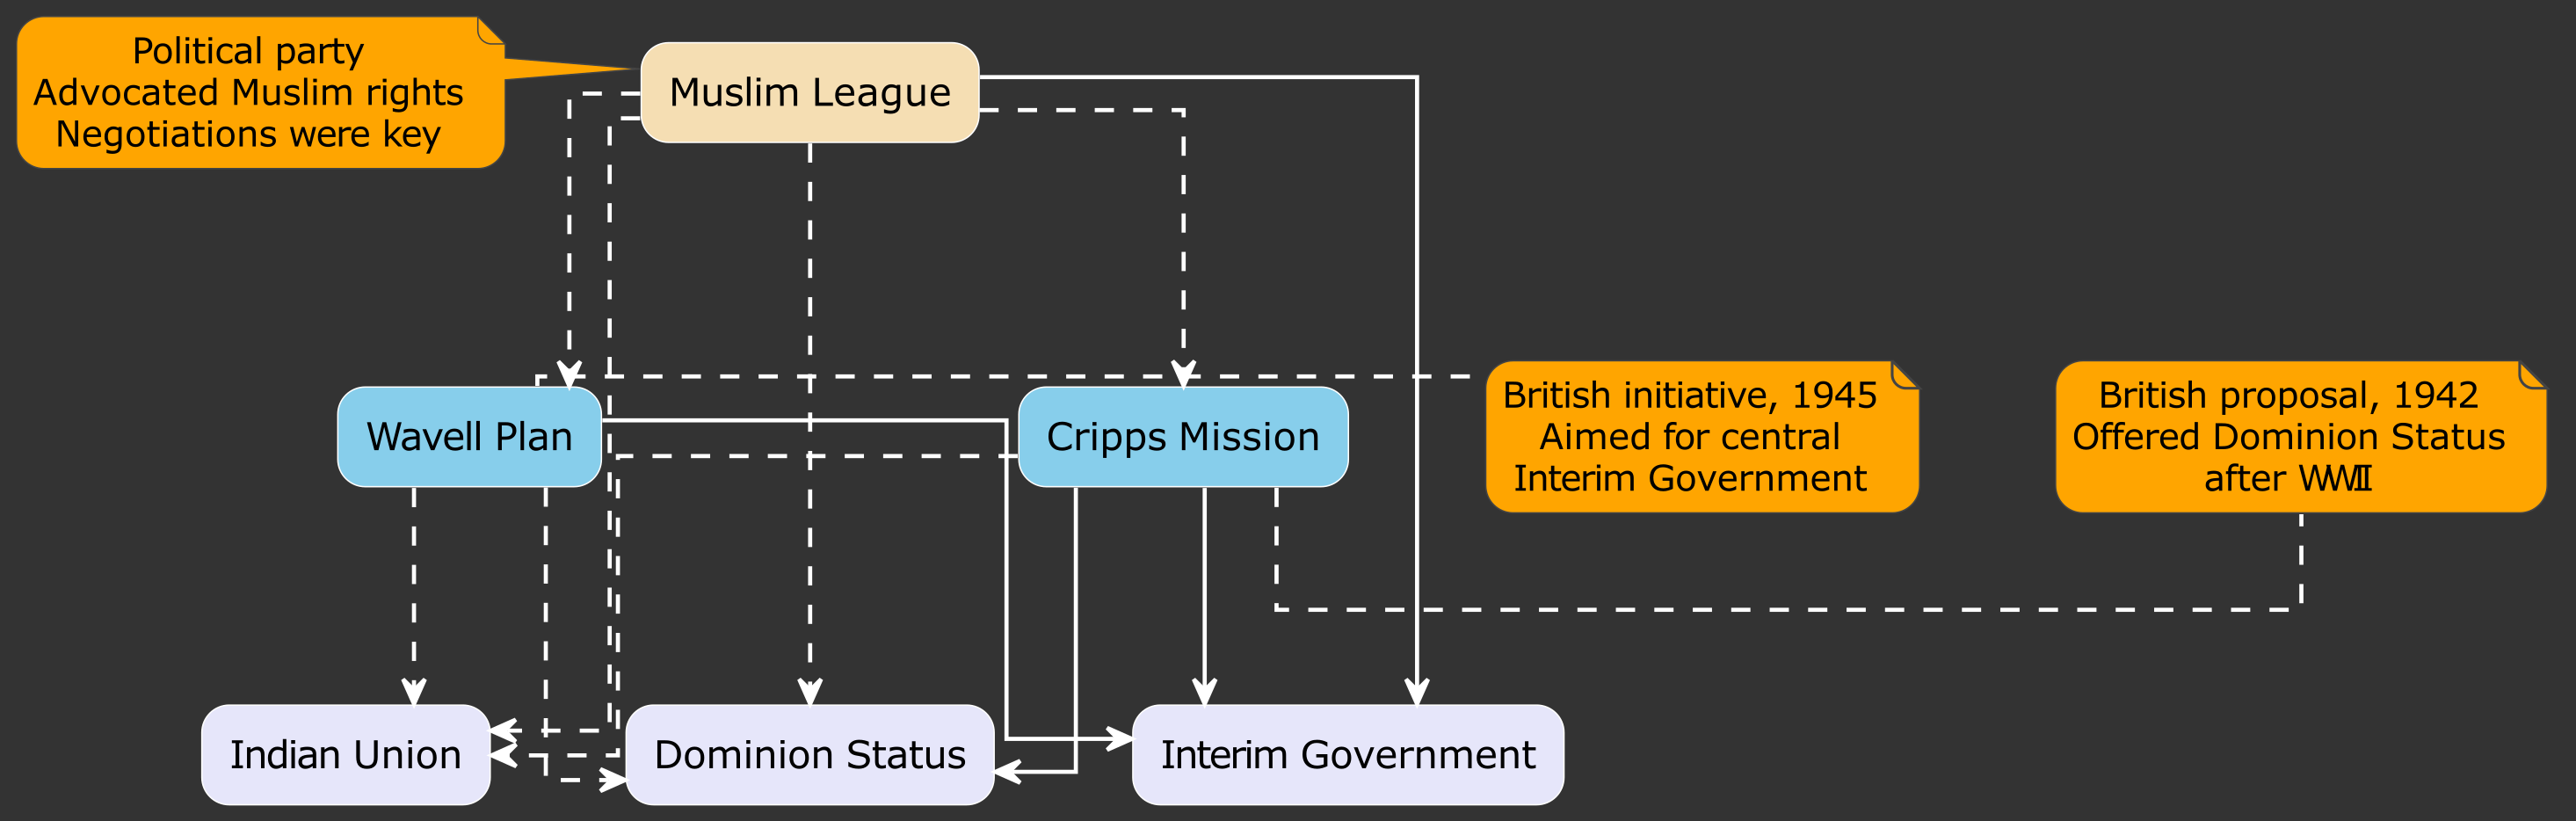 Political party
Advocated Muslim rights
Negotiations were key
Muslim League
Wavell Plan
Cripps Mission
British initiative, 1945
Aimed for central
Interim Government
British proposal, 1942
Offered Dominion Status
after WWII
Indian Union
Dominion Status
Interim Government